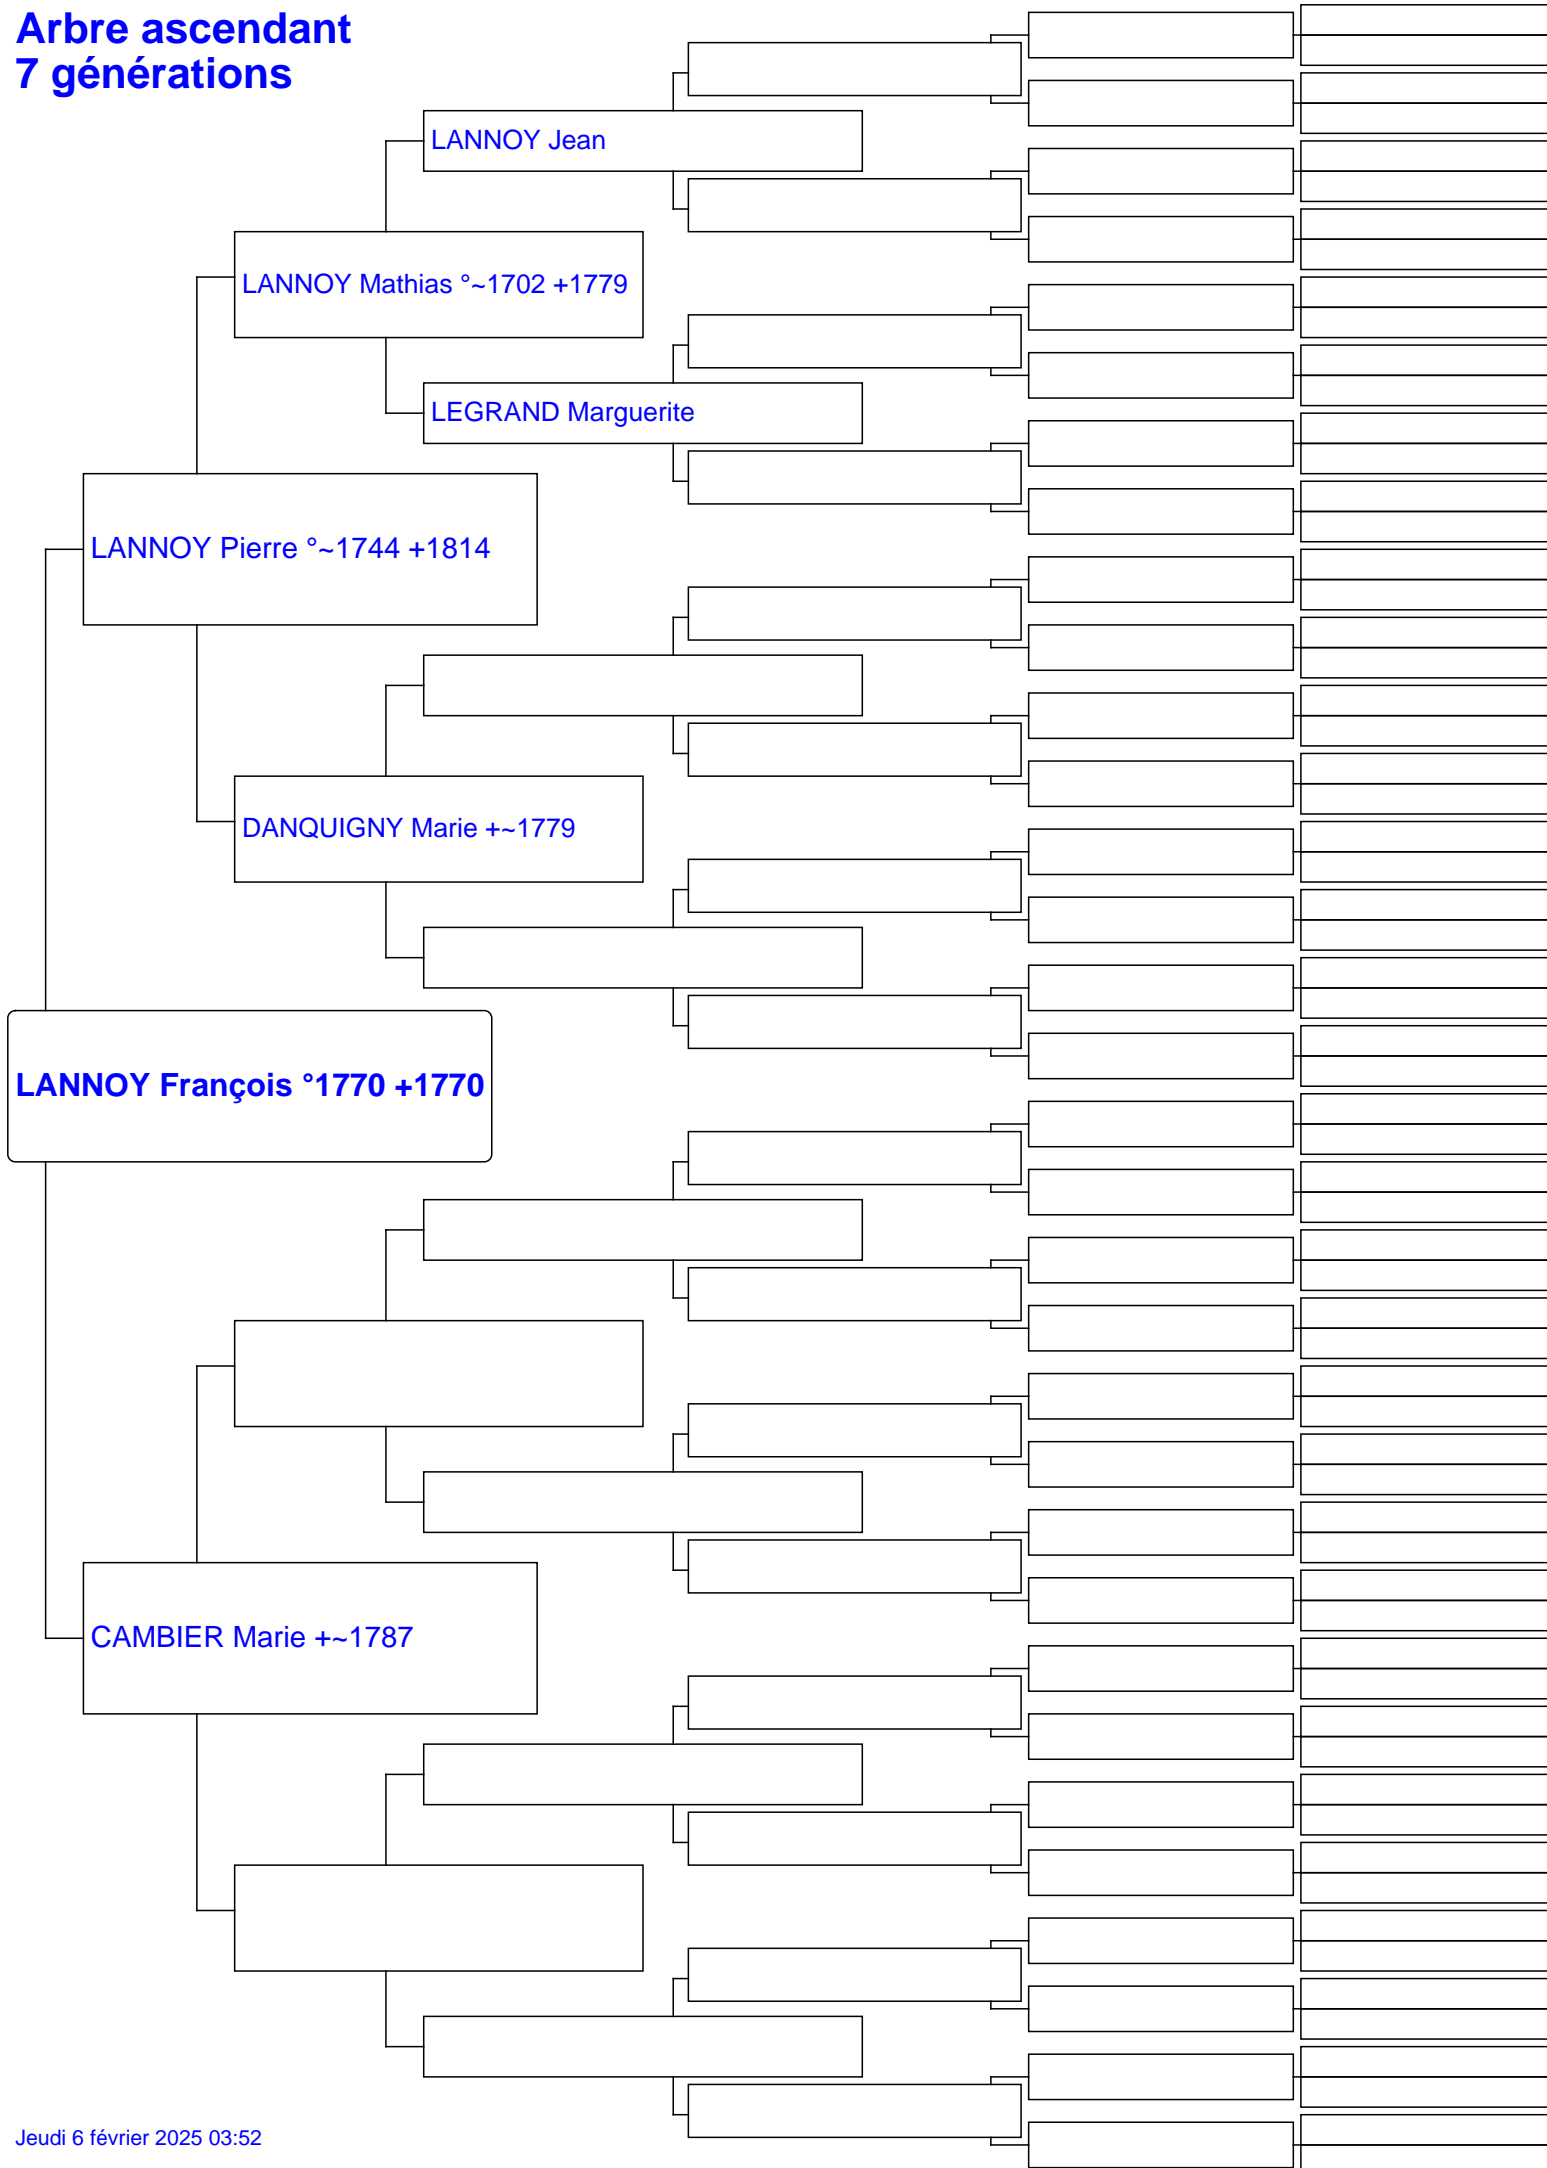 Arbre ascendant
7 générations
LANNOY Jean
LANNOY Mathias °~1702 +1779
LEGRAND Marguerite
LANNOY Pierre °~1744 +1814
DANQUIGNY Marie +~1779
LANNOY François °1770 +1770
CAMBIER Marie +~1787
Jeudi 6 février 2025 03:52